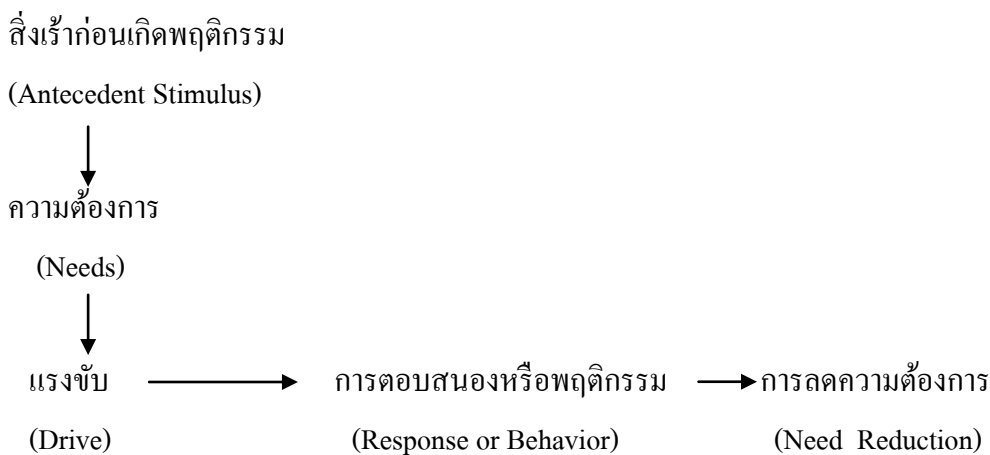 สิ่งเร้าก่อนเกิดพฤติกรรม
(Antecedent Stimulus)
ความต้องการ
(Needs)
แรงขับ การตอบสนองหรือพฤติกรรม การลดความต้องการ
(Drive) (Response or Behavior) (Need Reduction)